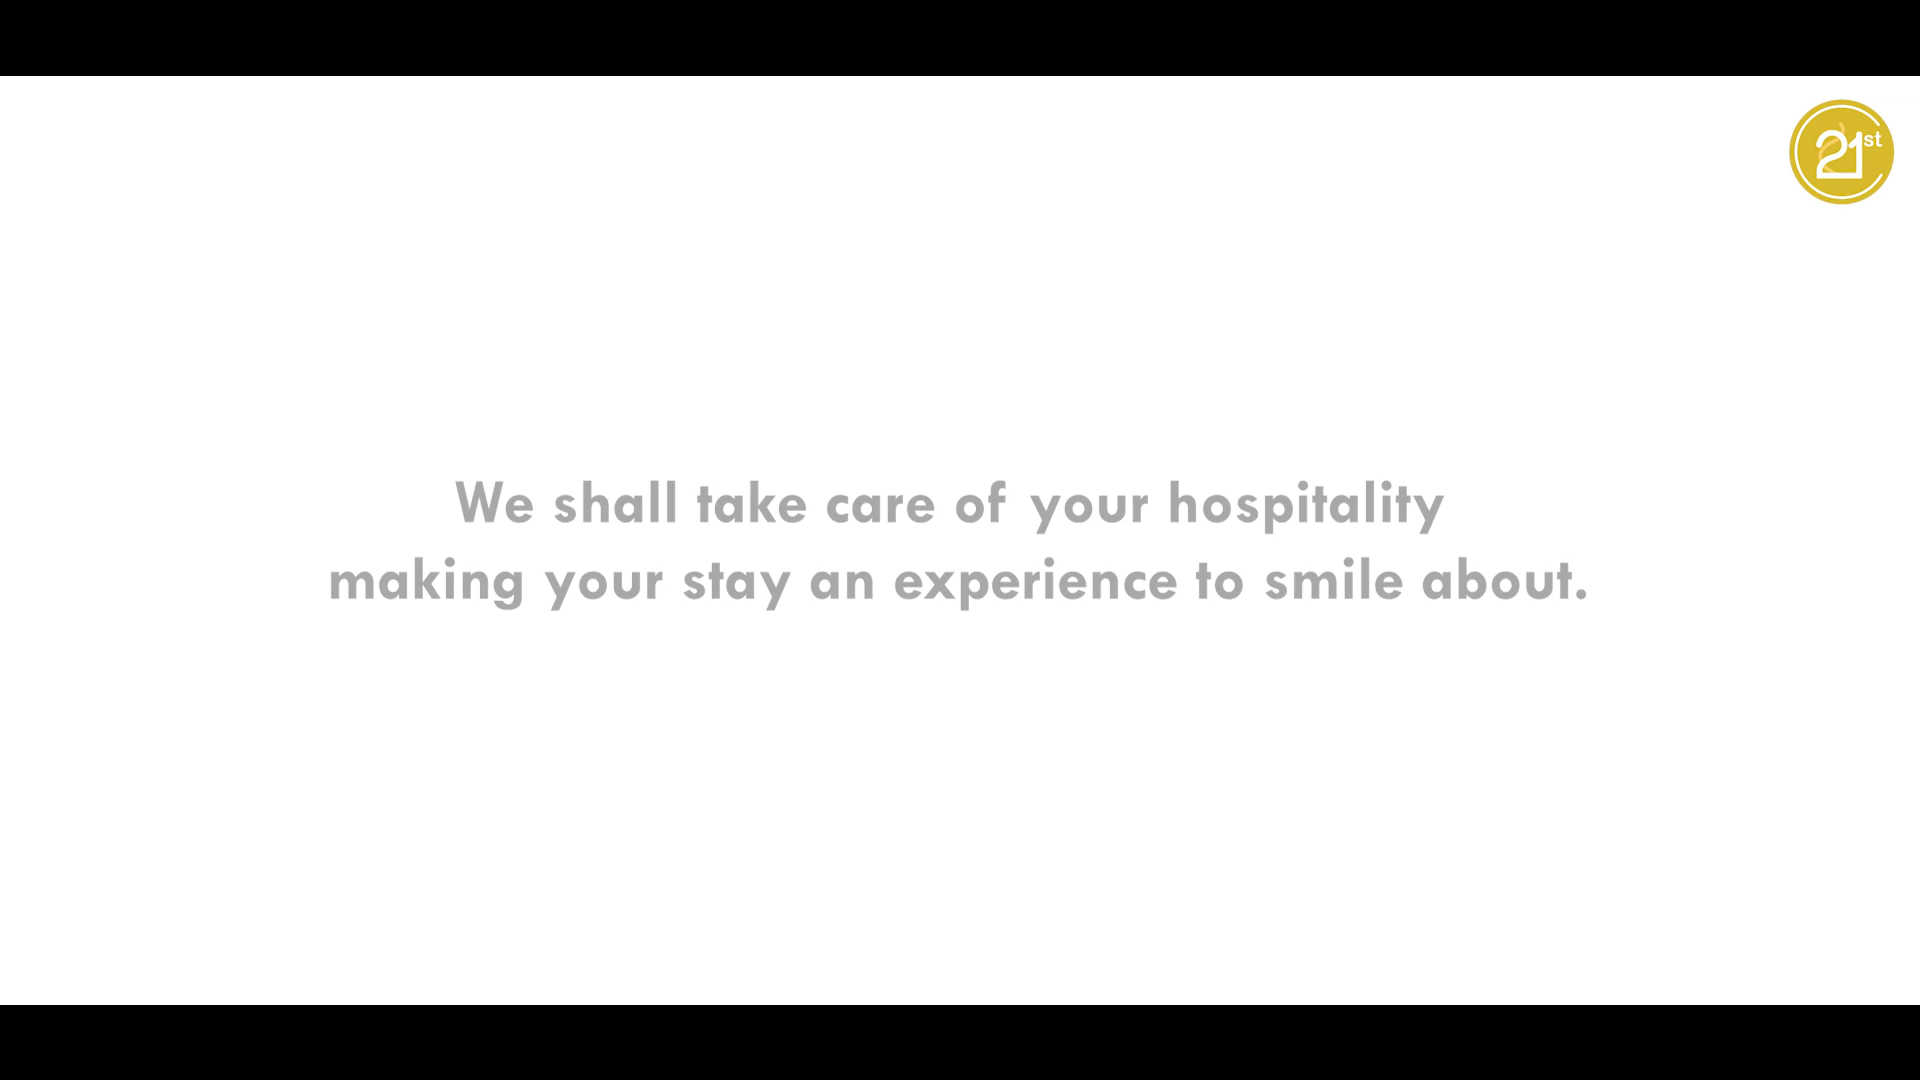 21st
We shall take care of your hospitality
making your stay an experience to smile about.